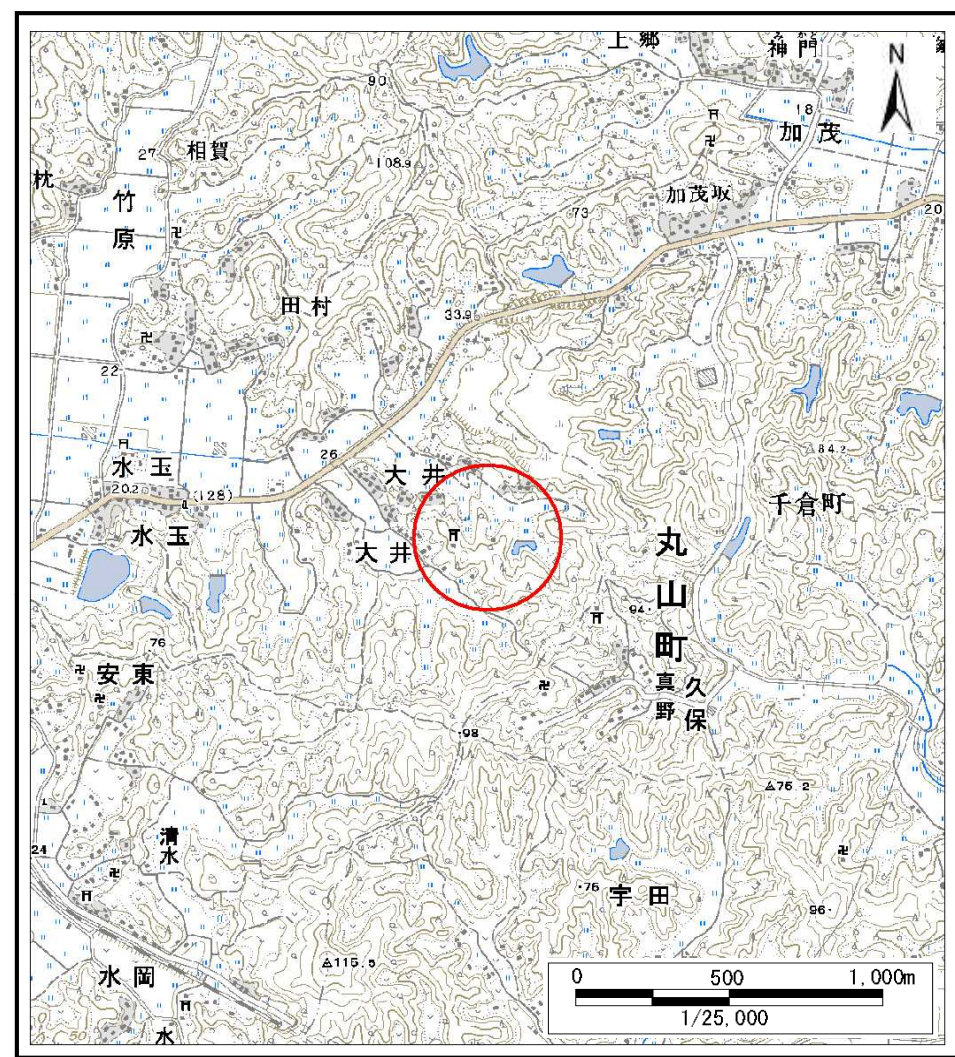 上郷
神門
N
90
18
加茂
27
相賀
108.9
枕
竹原
加茂坂
73
20
田村
33.9
22
84.2
26
水玉
大井
20.2
(128)
千倉町
水玉
大井
丸山町
94
76
安東
真野
久保
98
76.2
24
清水
76
宇田
96
115.5
水岡
水
50
0 500 1,000m
1/25,000